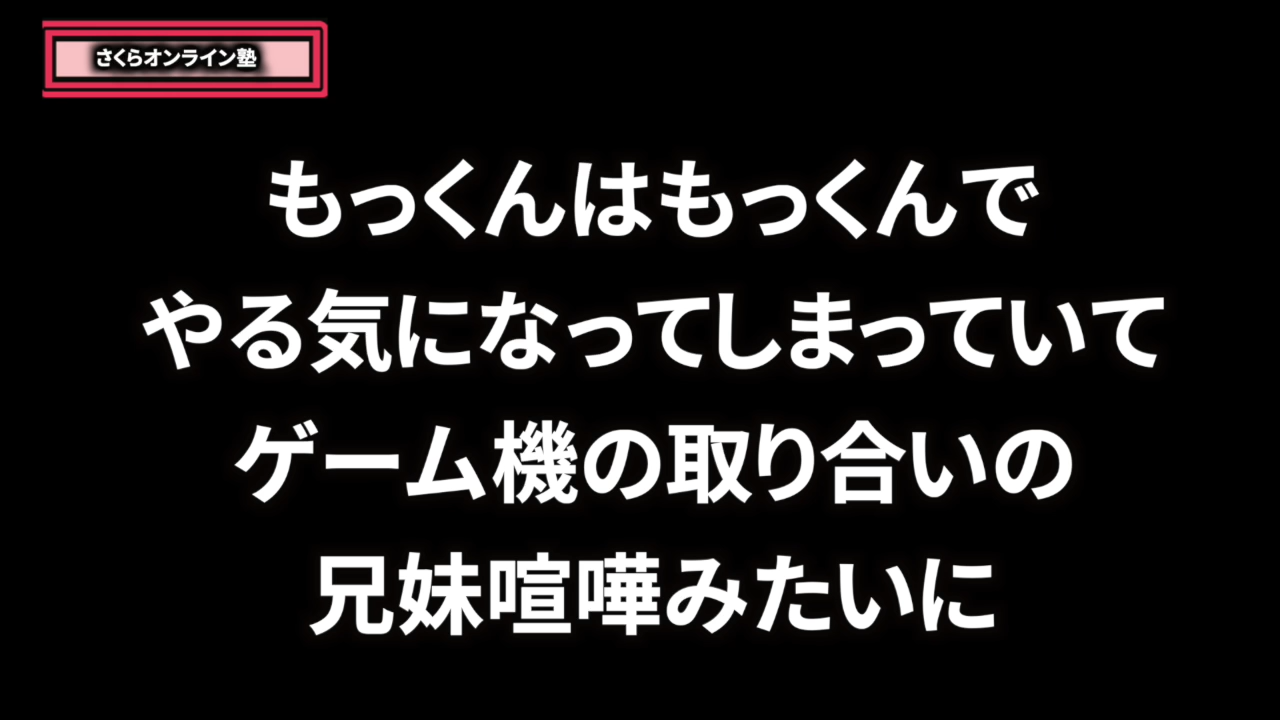 さくらオンライン塾
もっくんはもっくんで
やる気になってしまっていて
ゲーム機の取り合いの
兄妹喧嘩みたいに